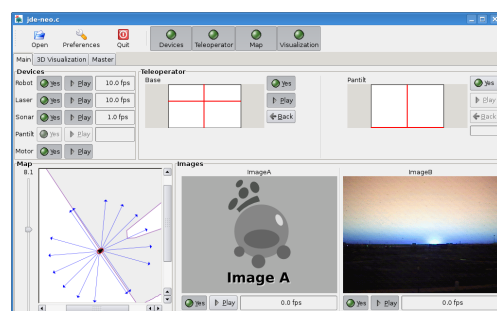 jde-neo.c
Open Preferences Quit Devices Teleoperator Map Visualization
Main 3D Visualization Master
Devices
Robot Yes Play 10.0 fps
Laser Yes Play 10.0 fps
Sonar Yes Play 1.0 fps
Pantilt Yes Play
Motor Yes Play
Teleoperator
Base
Yes
Play
Back
Pantilt
Yes
Play
Back
Map
8.1
Images
ImageA
Image A
Yes Play 0.0 fps
ImageB
Yes Play 0.0 fps